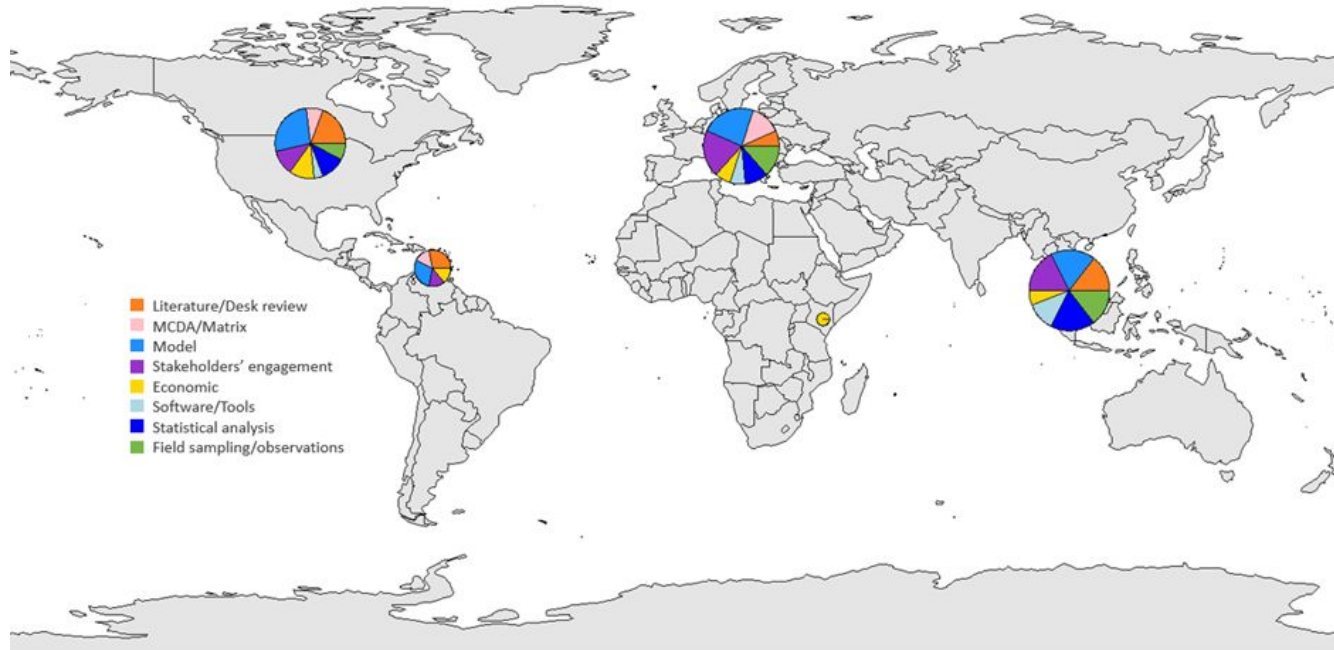 Literature/Desk review
MCDA/Matrix
Model
Stakeholders' engagement
Economic
Software/Tools
Statistical analysis
Field sampling/observations